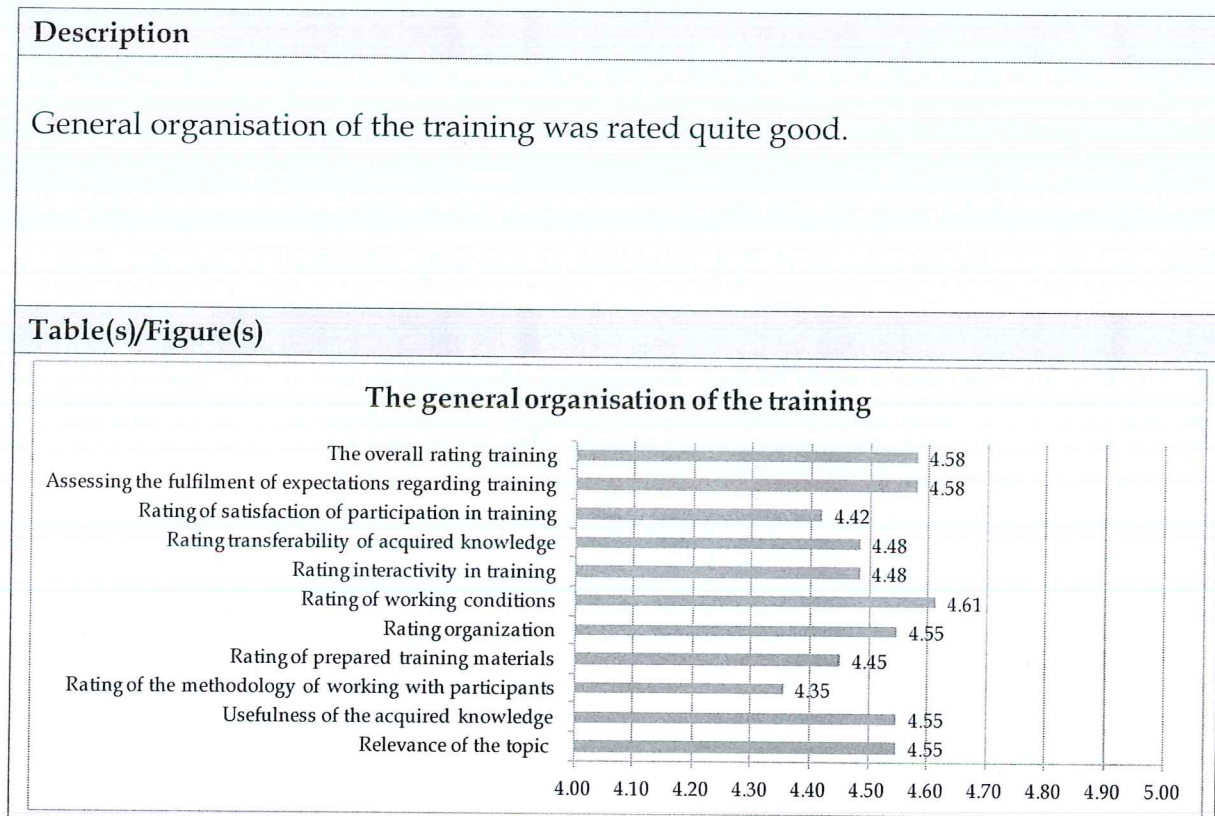 Description
General organisation of the training was rated quite good.
Table(s)/Figure(s)
The general organisation of the training
The overall rating training 4.58
Assessing the fulfilment of expectations regarding training 4.58
Rating of satisfaction of participation in training 4.42
Rating transferability of acquired knowledge 4.48
Rating interactivity in training 4.48
Rating of working conditions 4.61
Rating organization 4.55
Rating of prepared training materials 4.45
Rating of the methodology of working with participants 4.35
Usefulness of the acquired knowledge 4.55
Relevance of the topic 4.55
4.00 4.10 4.20 4.30 4.40 4.50 4.60 4.70 4.80 4.90 5.00